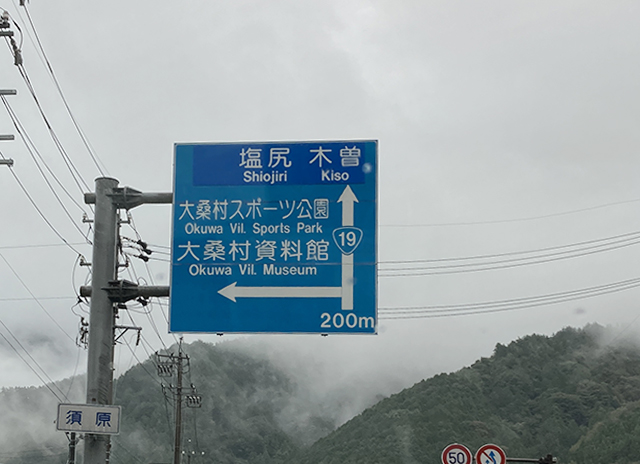 塩尻 木曽
Shiojiri Kiso
大桑村スポーツ公園
Okuwa Vil. Sports Park
19
大桑村資料館
Okuwa Vil. Museum
200m
須原
50